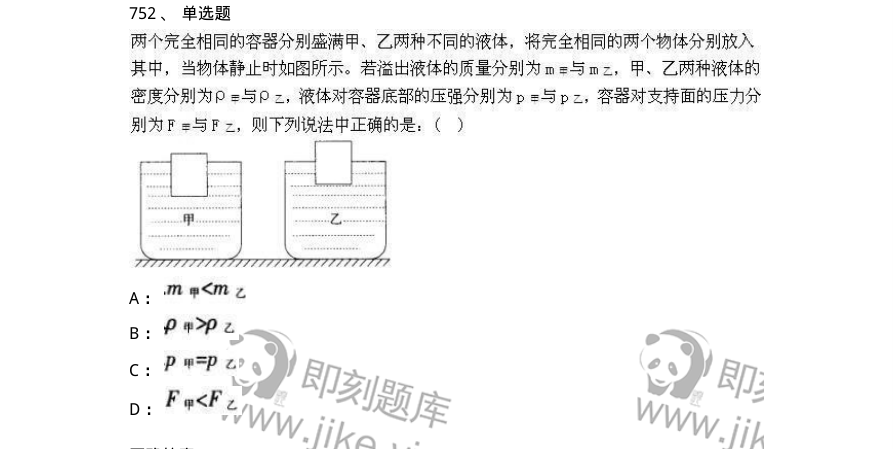 752 、 单选题
两个完全相同的容器分别盛满甲、乙两种不同的液体，将完全相同的两个物体分别放入
其中，当物体静止时如图所示。若溢出液体的质量分别为m甲与m乙，甲、乙两种液体的
密度分别为ρ甲与ρ乙，液体对容器底部的压强分别为p甲与p乙，容器对支持面的压力分
别为F甲与F乙，则下列说法中正确的是：（ ）
甲
乙
A： m甲<m乙
B： ρ甲>ρ乙
C： p甲=p乙
D： F甲<F乙
即刻题库
www.jike
即刻
www.ji